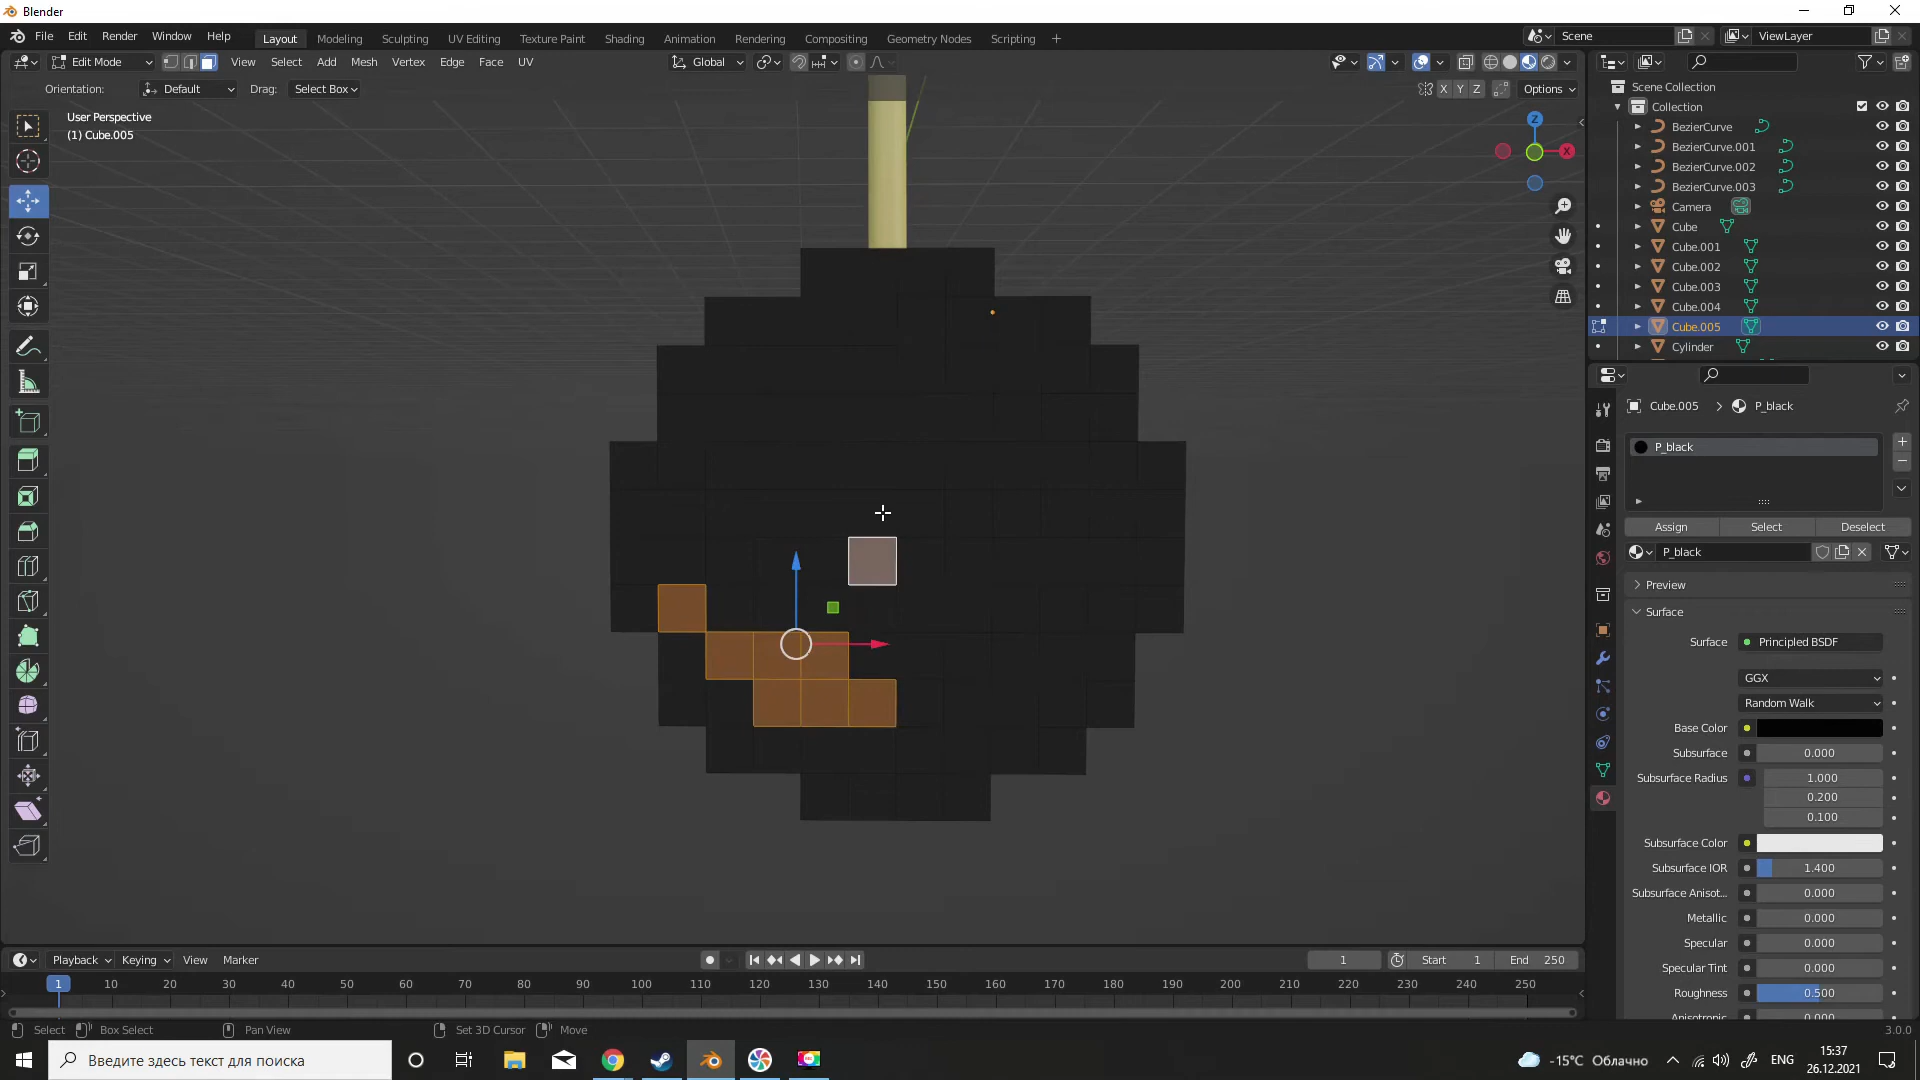 Blender
File Edit Render Window Help
Layout Modeling Sculpting UV Editing Texture Paint Shading Animation Rendering Compositing Geometry Nodes Scripting +
Scene ViewLayer
Edit Mode View Select Add Mesh Vertex Edge Face UV
Global
Orientation: Default Drag: Select Box
X Y Z Options
User Perspective
(1) Cube.005
Z
X
Scene Collection
Collection
BezierCurve
BezierCurve.001
BezierCurve.002
BezierCurve.003
Camera
Cube
Cube.001
Cube.002
Cube.003
Cube.004
Cube.005
Cylinder
Cube.005 > P_black
P_black
Assign Select Deselect
P_black
Preview
Surface
Surface Principled BSDF
GGX
Random Walk
Base Color
Subsurface 0.000
Subsurface Radius 1.000
0.200
0.100
Subsurface Color
Subsurface IOR 1.400
Subsurface Anisot... 0.000
Metallic 0.000
Specular 0.000
Specular Tint 0.000
Roughness 0.500
Anisotropic 0.000
Playback Keying View Marker
1 Start 1 End 250
1 10 20 30 40 50 60 70 80 90 100 110 120 130 140 150 160 170 180 190 200 210 220 230 240 250
Select Box Select Pan View Set 3D Cursor Move
3.0.0
Введите здесь текст для поиска
-15°C Облачно
ENG
15:37
26.12.2021